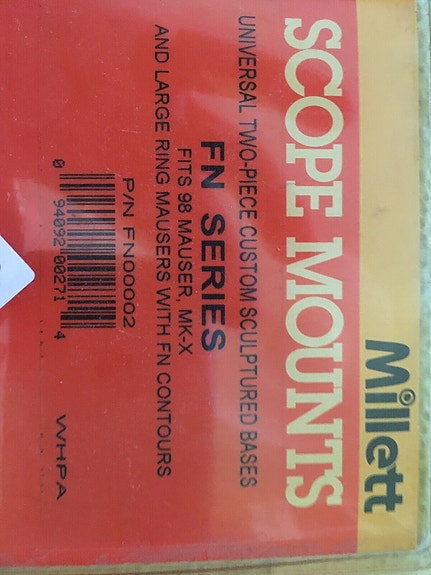 Millett
SCOPE MOUNTS
UNIVERSAL TWO-PIECE CUSTOM SCULPTURED BASES
FN SERIES
FITS 98 MAUSER, MK-X
AND LARGE RING MAUSERS WITH FN CONTOURS
P/N FN00002
0 94092 00271 4
WHPA